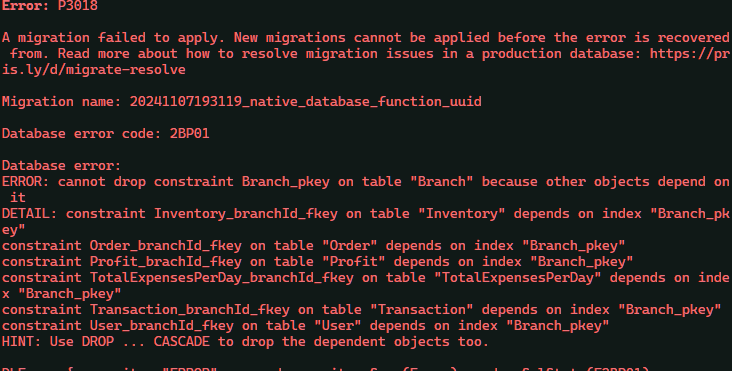 Error: P3018
A migration failed to apply. New migrations cannot be applied before the error is recovered
from. Read more about how to resolve migration issues in a production database: https://pr
is.ly/d/migrate-resolve
Migration name: 20241107193119_native_database_function_uuid
Database error code: 2BP01
Database error:
ERROR: cannot drop constraint Branch_pkey on table "Branch" because other objects depend on
it
DETAIL: constraint Inventory_branchId_fkey on table "Inventory" depends on index "Branch_pk
ey"
constraint Order_branchId_fkey on table "Order" depends on index "Branch_pkey"
constraint Profit_branchId_fkey on table "Profit" depends on index "Branch_pkey"
constraint TotalExpensesPerDay_branchId_fkey on table "TotalExpensesPerDay" depends on inde
x "Branch_pkey"
constraint Transaction_branchId_fkey on table "Transaction" depends on index "Branch_pkey"
constraint User_branchId_fkey on table "User" depends on index "Branch_pkey"
HINT: Use DROP ... CASCADE to drop the dependent objects too.